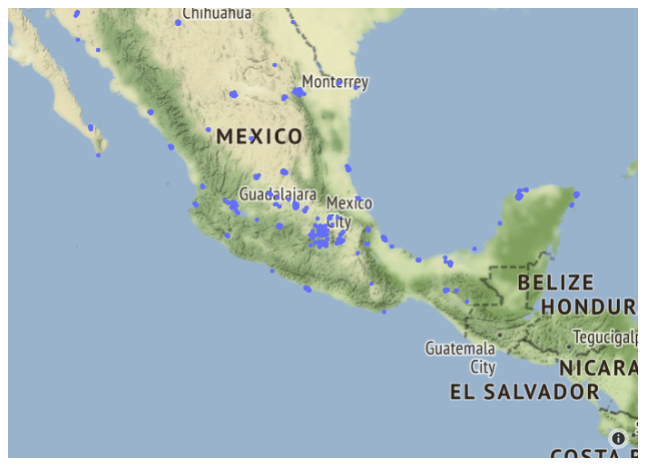 Chihuahua
Monterrey
MEXICO
Guadalajara
Mexico
City
BELIZE
HONDUR
Tegucigalp
Guatemala
City
NICARA
EL SALVADOR
COSTA R